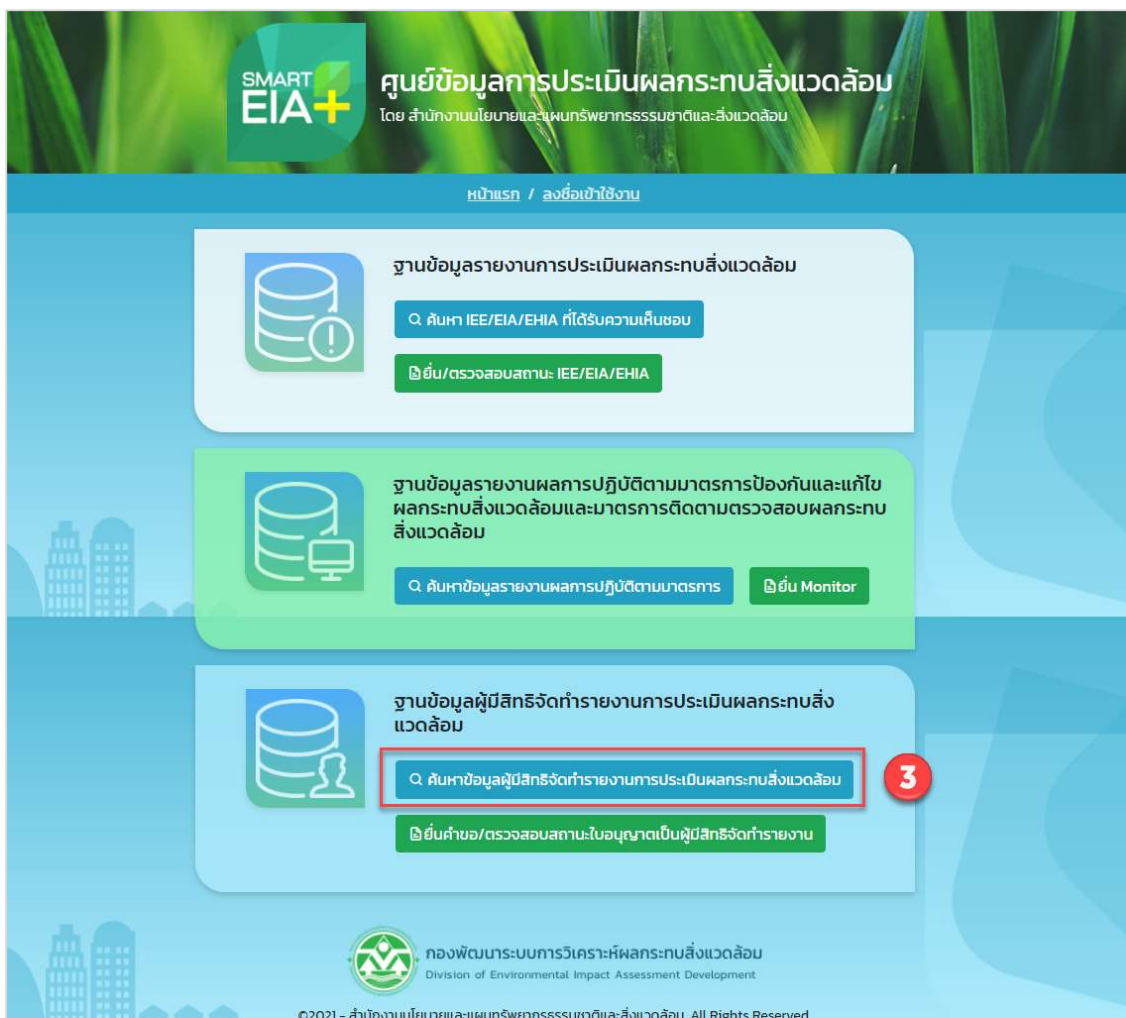 SMART
EIA+
ศูนย์ข้อมูลการประเมินผลกระทบสิ่งแวดล้อม
โดย สำนักงานนโยบายและแผนทรัพยากรธรรมชาติและสิ่งแวดล้อม
หน้าแรก / ลงชื่อเข้าใช้งาน
ฐานข้อมูลรายงานการประเมินผลกระทบสิ่งแวดล้อม
ค้นหา IEE/EIA/EHIA ที่ได้รับความเห็นชอบ
ยื่น/ตรวจสอบสถานะ IEE/EIA/EHIA
ฐานข้อมูลรายงานผลการปฏิบัติตามมาตรการป้องกันและแก้ไข
ผลกระทบสิ่งแวดล้อมและมาตรการติดตามตรวจสอบผลกระทบ
สิ่งแวดล้อม
ค้นหาข้อมูลรายงานผลการปฏิบัติตามมาตรการ ยื่น Monitor
ฐานข้อมูลผู้มีสิทธิจัดทำรายงานการประเมินผลกระทบสิ่ง
แวดล้อม
ค้นหาข้อมูลผู้มีสิทธิจัดทำรายงานการประเมินผลกระทบสิ่งแวดล้อม 3
ยื่นคำขอ/ตรวจสอบสถานะใบอนุญาตเป็นผู้มีสิทธิจัดทำรายงาน
กองพัฒนาระบบการวิเคราะห์ผลกระทบสิ่งแวดล้อม
Division of Environmental Impact Assessment Development
©2021 - สำนักงานนโยบายและแผนทรัพยากรธรรมชาติและสิ่งแวดล้อม. All Rights Reserved